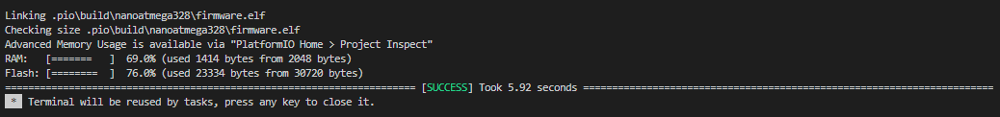 Linking .pio\build\nanoatmega328\firmware.elf
Checking size .pio\build\nanoatmega328\firmware.elf
Advanced Memory Usage is available via "PlatformIO Home > Project Inspect"
RAM:   [=======   ]  69.0% (used 1414 bytes from 2048 bytes)
Flash: [========  ]  76.0% (used 23334 bytes from 30720 bytes)
========================================================================== [SUCCESS] Took 5.92 seconds ==========================================================================
* Terminal will be reused by tasks, press any key to close it.